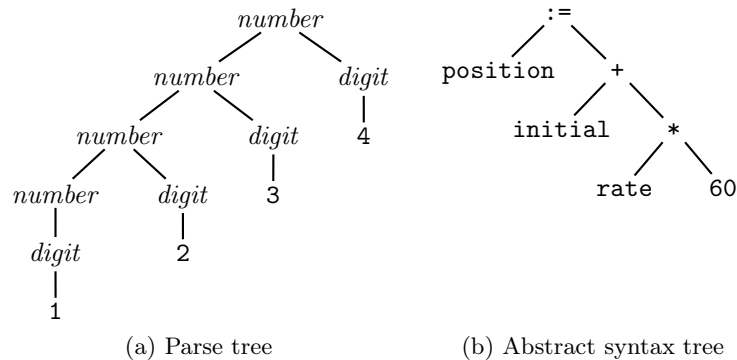 number :=
number digit position +
number digit 4 initial *
number digit 3 rate 60
digit 2
1
(a) Parse tree (b) Abstract syntax tree